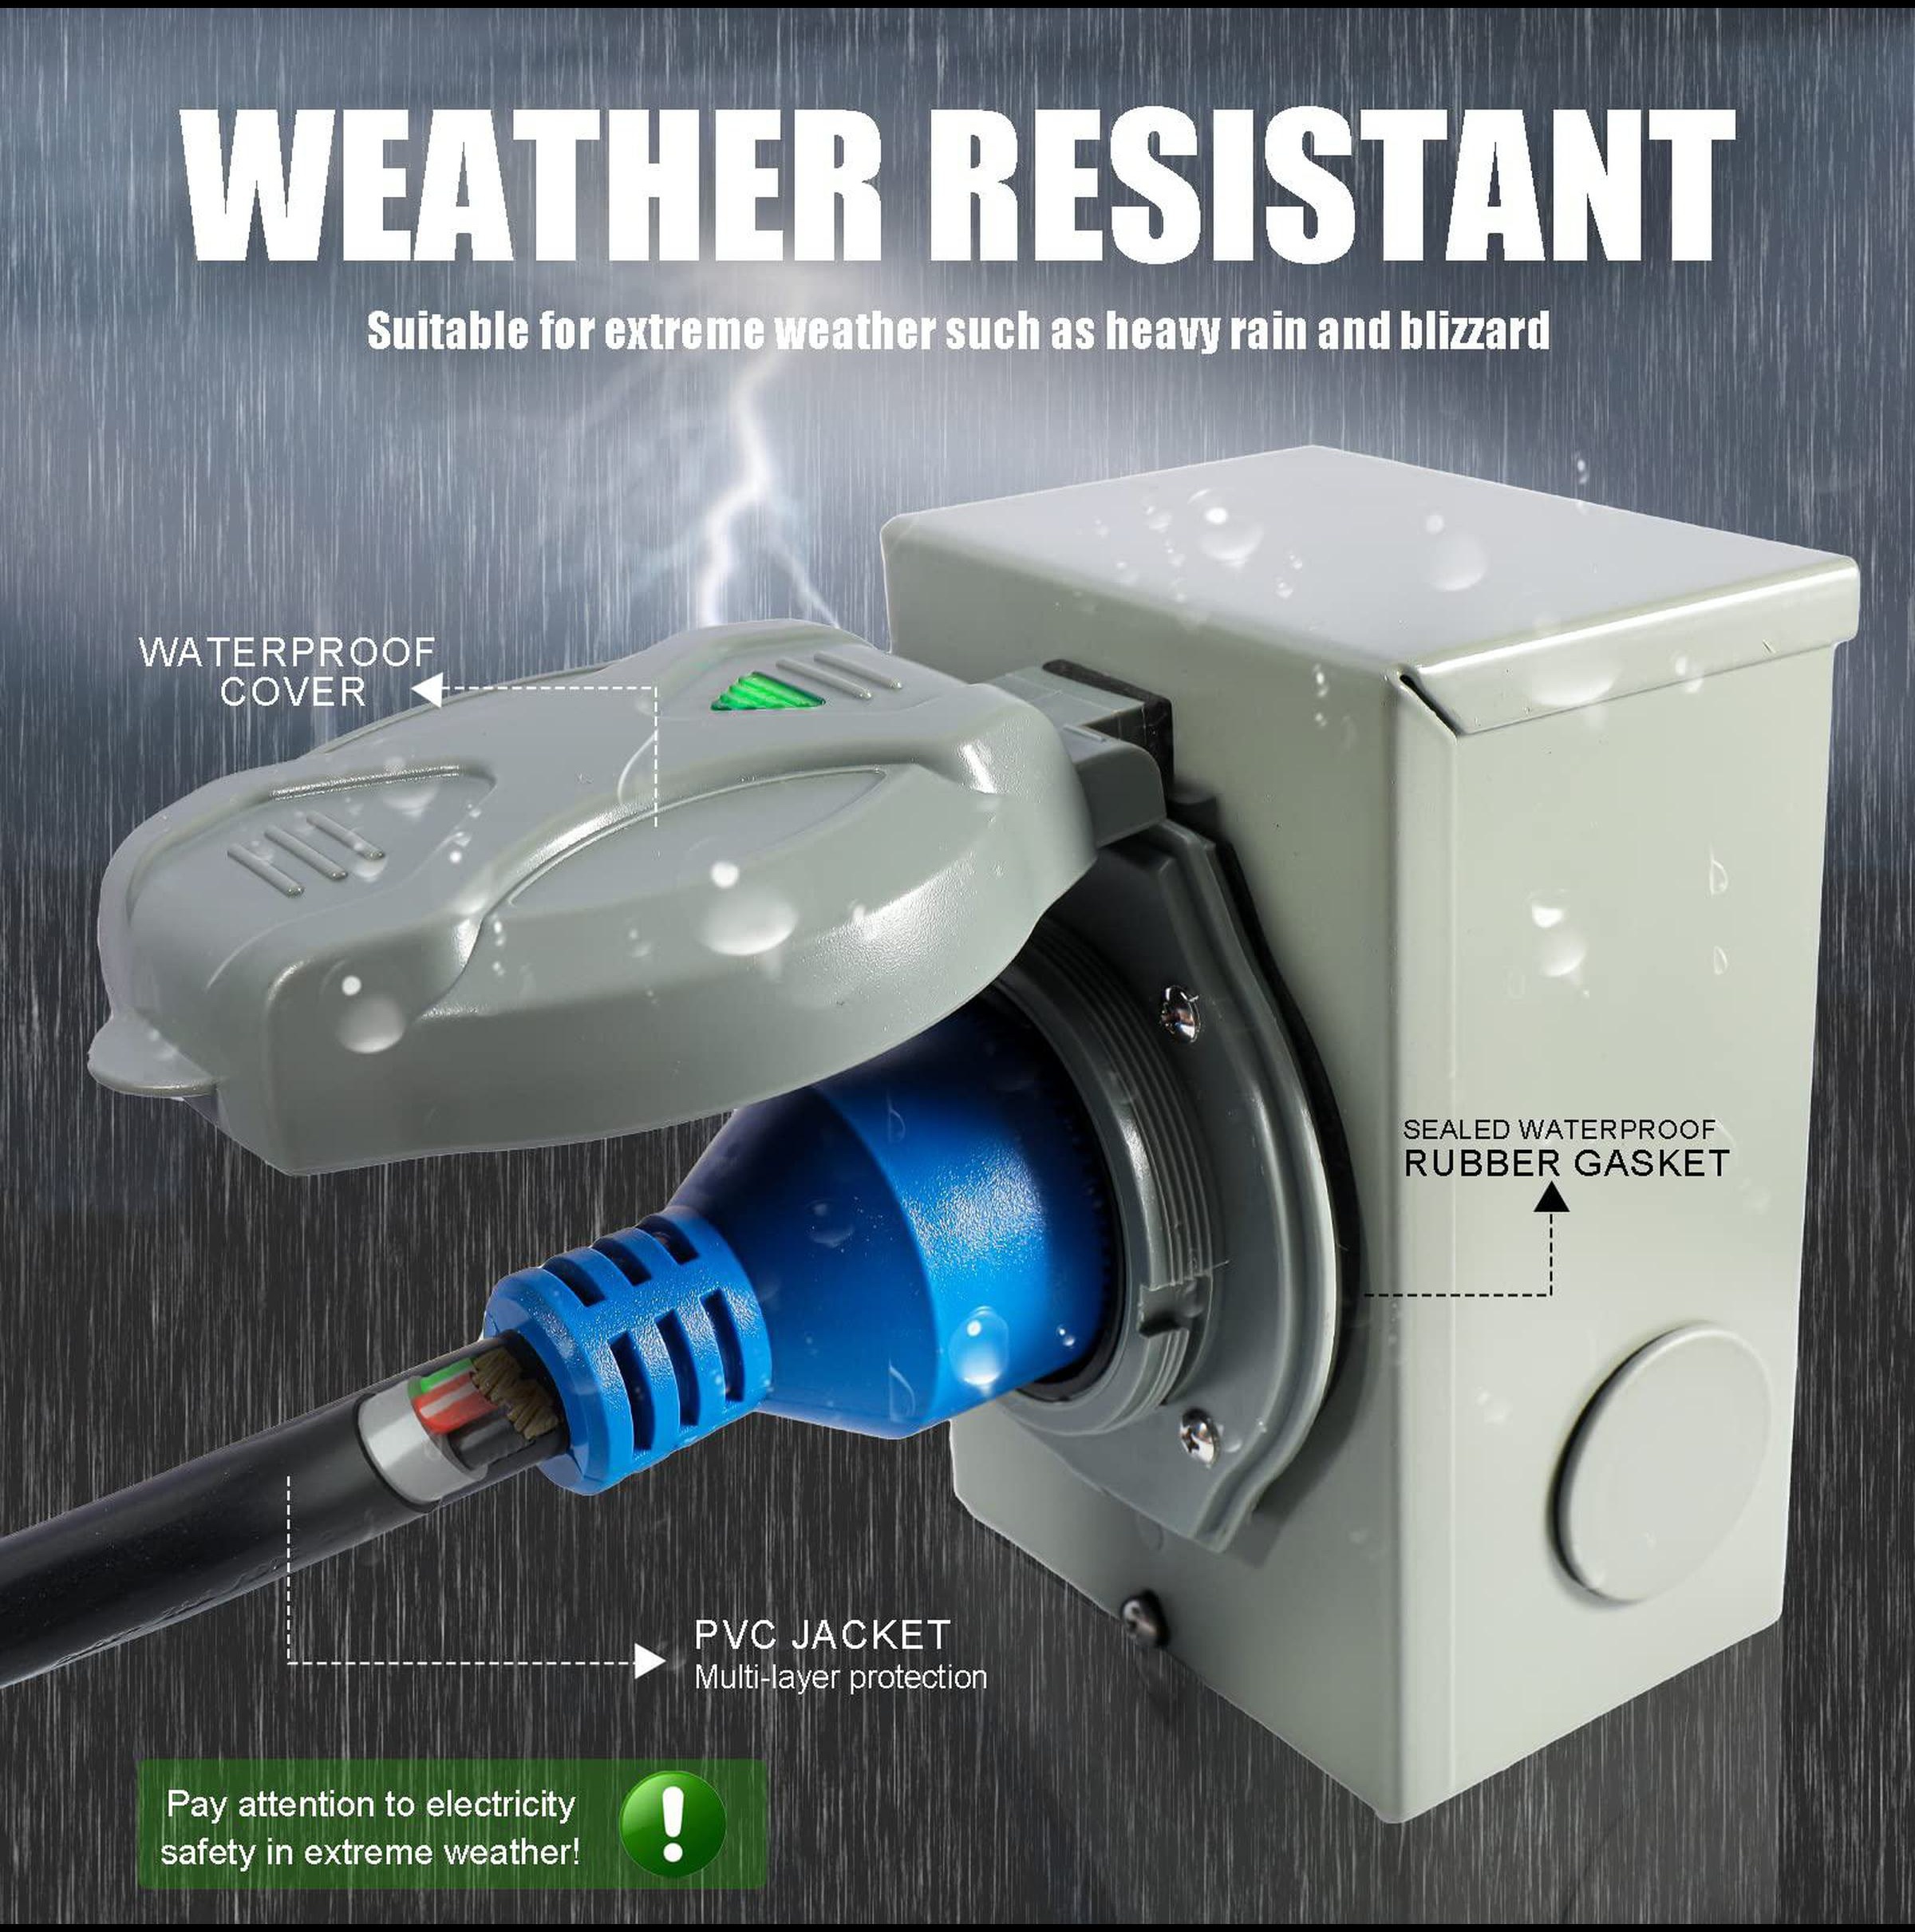 WEATHER RESISTANT
Suitable for extreme weather such as heavy rain and blizzard
WATERPROOF
COVER
SEALED WATERPROOF
RUBBER GASKET
PVC JACKET
Multi-layer protection
Pay attention to electricity
safety in extreme weather!